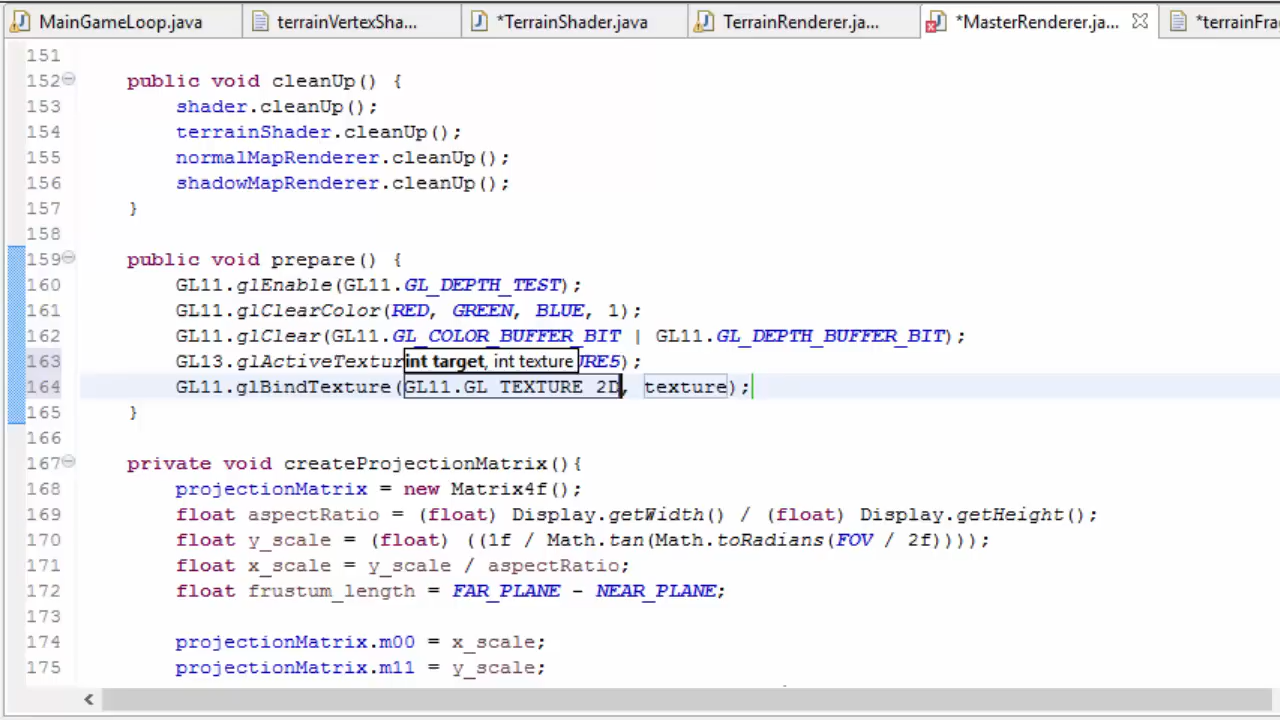 MainGameLoop.java
terrainVertexSha...
*TerrainShader.java
TerrainRenderer.ja...
*MasterRenderer.ja...
*terrainFra
151
152 public void cleanUp() {
153 shader.cleanUp();
154 terrainShader.cleanUp();
155 normalMapRenderer.cleanUp();
156 shadowMapRenderer.cleanUp();
157 }
158
159 public void prepare() {
160 GL11.glEnable(GL11.GL_DEPTH_TEST);
161 GL11.glClearColor(RED, GREEN, BLUE, 1);
162 GL11.glClear(GL11.GL_COLOR_BUFFER_BIT | GL11.GL_DEPTH_BUFFER_BIT);
163 GL13.glActiveTextur int target, int texture URE5);
164 GL11.glBindTexture(GL11.GL_TEXTURE_2D, texture);
165 }
166
167 private void createProjectionMatrix(){
168 projectionMatrix = new Matrix4f();
169 float aspectRatio = (float) Display.getWidth() / (float) Display.getHeight();
170 float y_scale = (float) ((1f / Math.tan(Math.toRadians(FOV / 2f))));
171 float x_scale = y_scale / aspectRatio;
172 float frustum_length = FAR_PLANE - NEAR_PLANE;
173
174 projectionMatrix.m00 = x_scale;
175 projectionMatrix.m11 = y_scale;